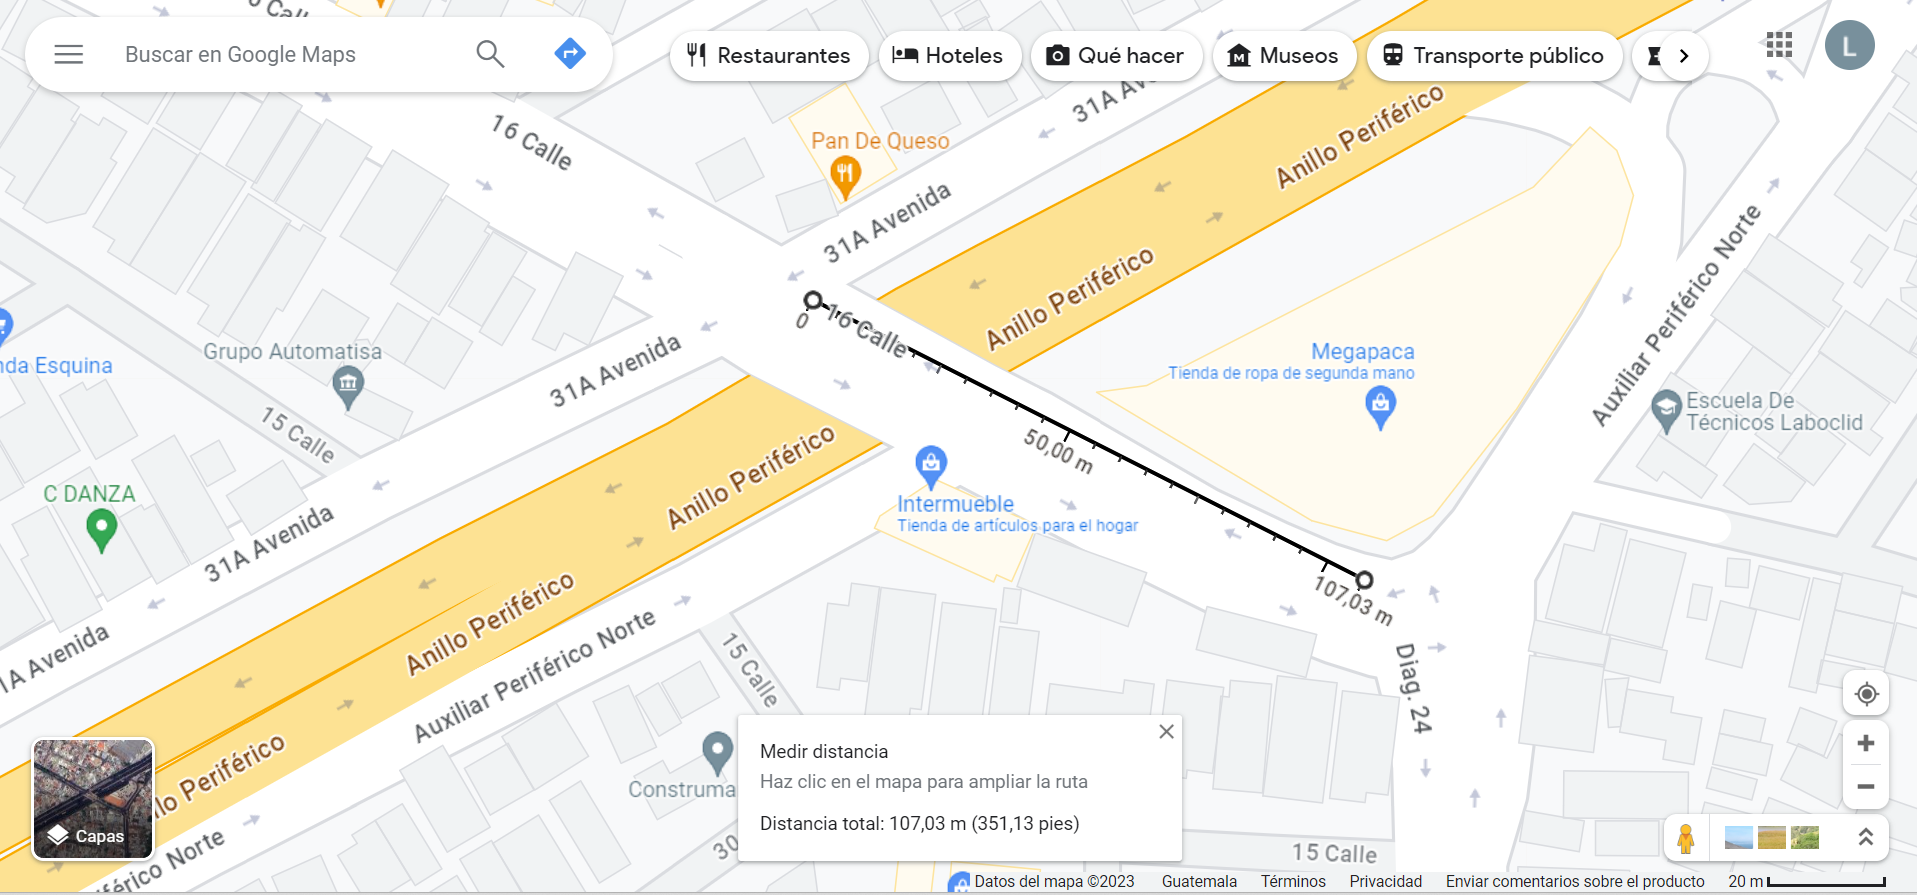 Buscar en Google Maps
Restaurantes
Hoteles
Qué hacer
Museos
Transporte público
L
16 Calle
Pan De Queso
31A Avenida
Anillo Periférico
31A Avenida
Anillo Periférico
0
16 Calle
Auxiliar Periférico Norte
nda Esquina
Grupo Automatisa
31A Avenida
Megapaca
Tienda de ropa de segunda mano
Escuela De
Técnicos Laboclid
15 Calle
50,00 m
Anillo Periférico
C DANZA
Intermueble
Tienda de artículos para el hogar
31A Avenida
107,03 m
Anillo Periférico
Auxiliar Periférico Norte
15 Calle
1A Avenida
Diag. 24
llo Periférico
Construma
Medir distancia
Haz clic en el mapa para ampliar la ruta
Distancia total: 107,03 m (351,13 pies)
Capas
30
15 Calle
iférico Norte
Datos del mapa ©2023
Guatemala
Términos
Privacidad
Enviar comentarios sobre el producto
20 m